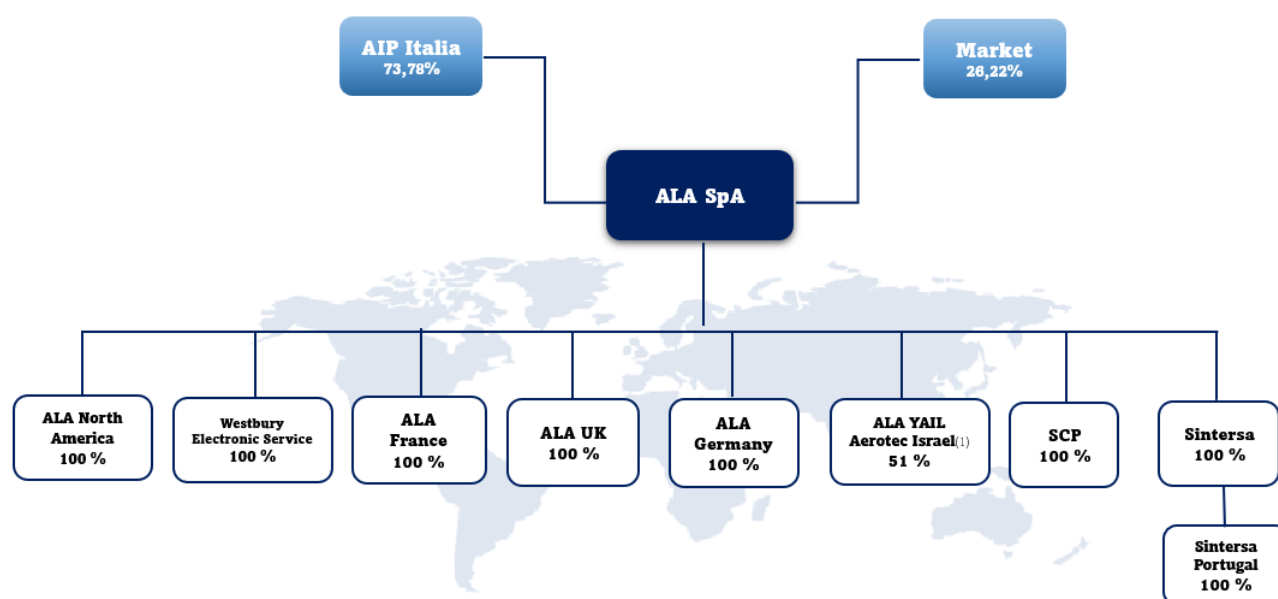 AIP Italia
73,78%
Market
26,22%
ALA SpA
ALA North
America
100 %
Westbury
Electronic Service
100 %
ALA
France
100 %
ALA UK
100 %
ALA
Germany
100 %
ALA YAIL
Aerotec Israel(1)
51 %
SCP
100 %
Sintersa
100 %
Sintersa
Portugal
100 %